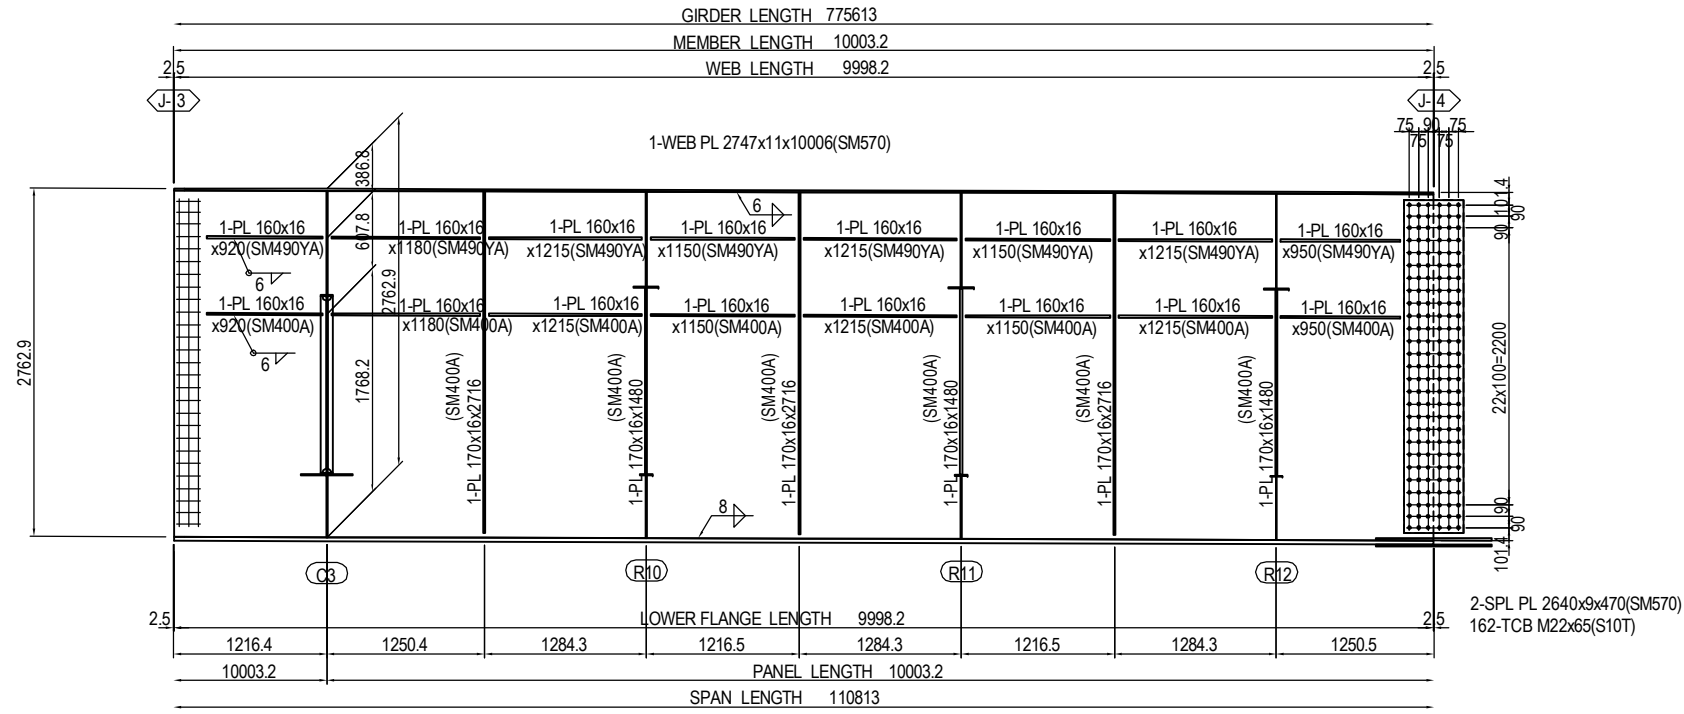 GIRDER LENGTH 775613
MEMBER LENGTH 10003.2
2.5
WEB LENGTH 9998.2
2.5
J- 3
J- 4
75 90 75
75 75
1-WEB PL 2747x11x10006(SM570)
386.8
607.8
2762.9
1768.2
2762.9
6
1-PL 160x16
x920(SM490YA)
1-PL 160x16
x1180(SM490YA)
1-PL 160x16
x1215(SM490YA)
1-PL 160x16
x1150(SM490YA)
1-PL 160x16
x1215(SM490YA)
1-PL 160x16
x1150(SM490YA)
1-PL 160x16
x1215(SM490YA)
1-PL 160x16
x950(SM490YA)
6
1-PL 160x16
x920(SM400A)
1-PL 160x16
x1180(SM400A)
1-PL 160x16
x1215(SM400A)
1-PL 160x16
x1150(SM400A)
1-PL 160x16
x1215(SM400A)
1-PL 160x16
x1150(SM400A)
1-PL 160x16
x1215(SM400A)
1-PL 160x16
x950(SM400A)
6
(SM400A)
1-PL 170x16x2716
(SM400A)
1-PL 170x16x1480
(SM400A)
1-PL 170x16x2716
(SM400A)
1-PL 170x16x1480
(SM400A)
1-PL 170x16x2716
(SM400A)
1-PL 170x16x1480
8
90
22x100=2200
90
90
101.4
C3
R10
R11
R12
2-SPL PL 2640x9x470(SM570)
162-TCB M22x65(S10T)
2.5
LOWER FLANGE LENGTH 9998.2
2.5
1216.4
1250.4
1284.3
1216.5
1284.3
1216.5
1284.3
1250.5
10003.2
PANEL LENGTH 10003.2
SPAN LENGTH 110813